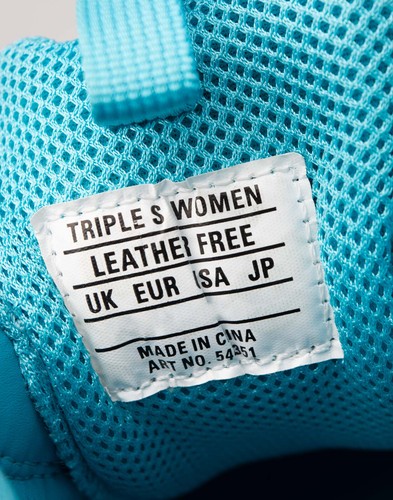 TRIPLE S WOMEN
LEATHER FREE
UK EUR USA JP
MADE IN CHINA
ART NO.